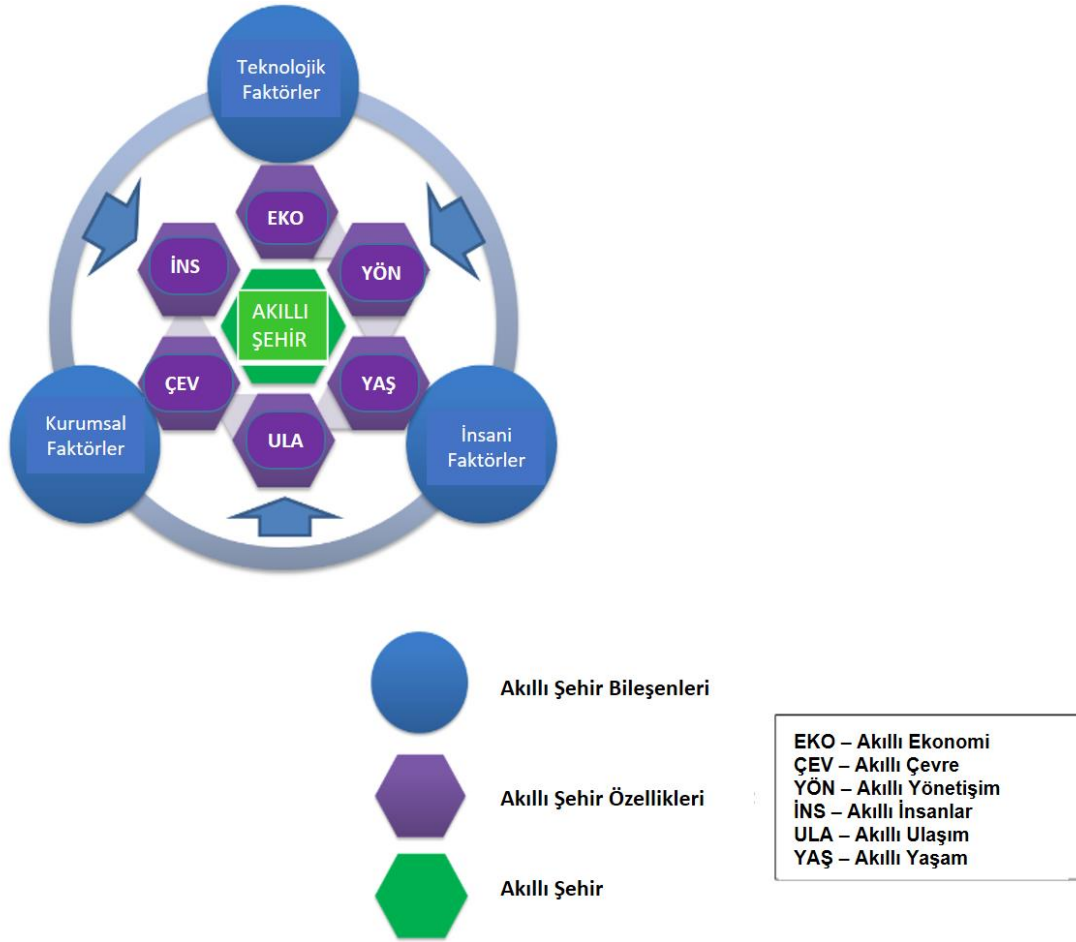 Teknolojik
Faktörler
EKO
İNS
YÖN
AKILLI
ŞEHİR
ÇEV
YAŞ
ULA
Kurumsal
Faktörler
İnsani
Faktörler
Akıllı Şehir Bileşenleri
Akıllı Şehir Özellikleri
Akıllı Şehir
EKO – Akıllı Ekonomi
ÇEV – Akıllı Çevre
YÖN – Akıllı Yönetişim
İNS – Akıllı İnsanlar
ULA – Akıllı Ulaşım
YAŞ – Akıllı Yaşam